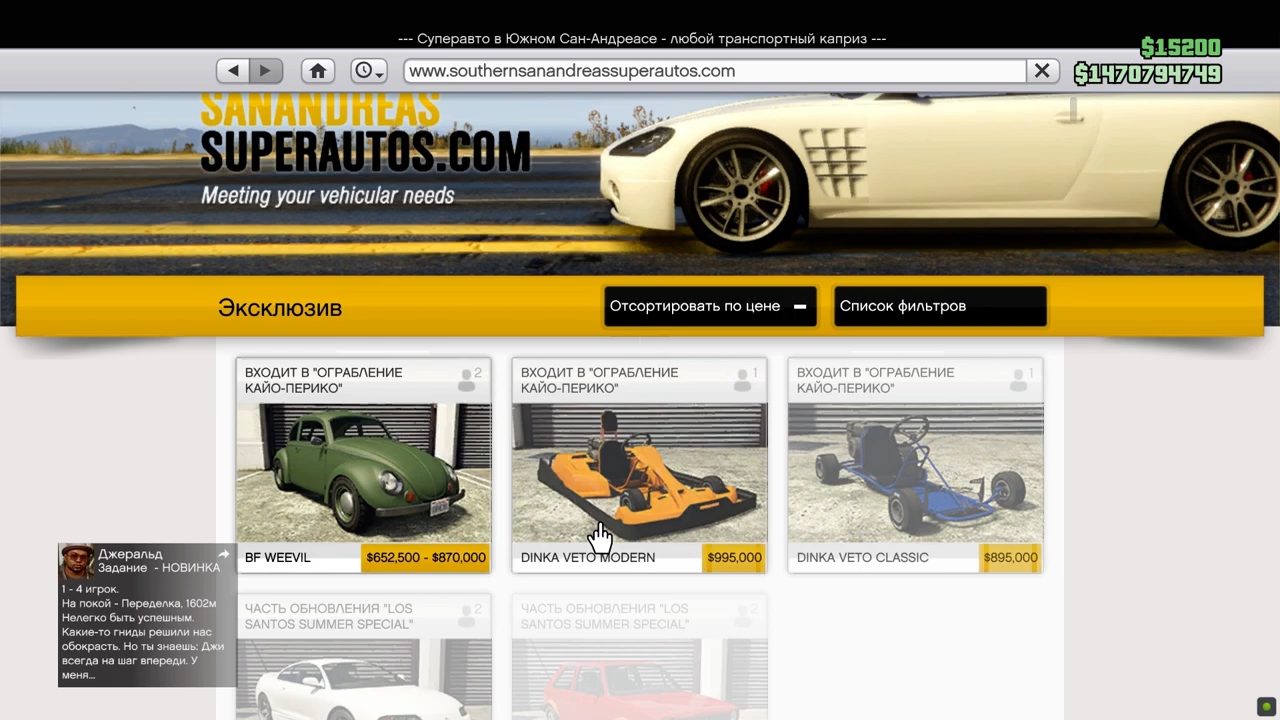 --- Суперавто в Южном Сан-Андреасе - любой транспортный каприз ---
$15200
www.southernsanandreassuperautos.com
$1470794749
SANANDREAS
SUPERAUTOS.COM
Meeting your vehicular needs
Эксклюзив
Отсортировать по цене
Список фильтров
ВХОДИТ В "ОГРАБЛЕНИЕ
КАЙО-ПЕРИКО"
2
BF WEEVIL
$652,500 - $870,000
ВХОДИТ В "ОГРАБЛЕНИЕ
КАЙО-ПЕРИКО"
1
DINKA VETO MODERN
$995,000
ВХОДИТ В "ОГРАБЛЕНИЕ
КАЙО-ПЕРИКО"
1
DINKA VETO CLASSIC
$895,000
Джеральд
Задание - НОВИНКА
1 - 4 игрок.
На покой - Переделка, 1602м
Нелегко быть успешным.
Какие-то гниды решили нас
обокрасть. Но ты знаешь: Джи
всегда на шаг впереди. У
меня...
ЧАСТЬ ОБНОВЛЕНИЯ "LOS
SANTOS SUMMER SPECIAL"
2
ЧАСТЬ ОБНОВЛЕНИЯ "LOS
SANTOS SUMMER SPECIAL"
2